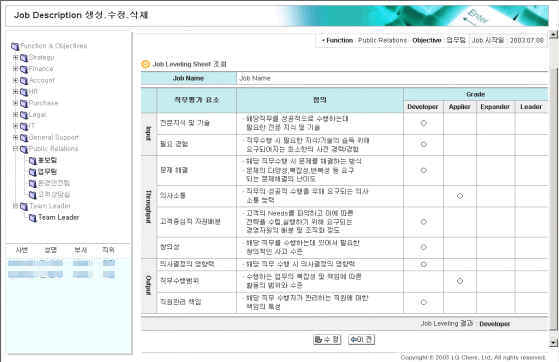 Job Description 생성.수정.삭제
Enter
• Function : Public Relations Objective : 업무팀 Job 시작일 : 2003.07.08
Function & Objectives
Strategy
Finance
Account
HR
Purchase
Legal
IT
General Support
Public Relations
홍보팀
업무팀
환경안전팀
고객상담실
Team Leader
Team Leader
사번 성명 부서 직위
Job Leveling Sheet 조회
Job Name Job Name
직무평가 요소 정의 Grade
Developer Applier Expander Leader
Input
전문지식 및 기술 - 해당직무를 성공적으로 수행하는데
필요한 전문 지식 및 기술
필요 경험 - 직무수행 시 필요한 지식/기술의 습득 위해
요구되어지는 최소한의 사전 경력/경험
Throughput
문제 해결 - 해당 직무수행 시 문제를 해결하는 방식
- 문제의 다양성,복잡성,반복성 등 요구
되는 문제해결의 난이도
의사소통 - 직무의 성공적 수행을 위해 요구되는 의사
소통 능력
고객중심적 자원배분 - 고객의 Needs를 파악하고 이에 따른
전략을 수립,실행하기 위해 요구되는
경영자원의 배분 및 조직화 정도
창의성 - 해당 직무를 수행하는데 있어서 필요한
창의적인 사고 수준
Output
의사결정의 영향력 - 해당 직무 수행 시 의사결정의 영향력
직무수행범위 - 수행하는 업무의 복잡성 및 책임에 따른
활동의 범위와 수준
직원관리 책임 - 해당 직무 수행자가 관리하는 직원에 대한
책임의 특성
Job Leveling 결과 : Developer
수 정 이 전
Copyright © 2005 LG Chem, Ltd. All rights reserved